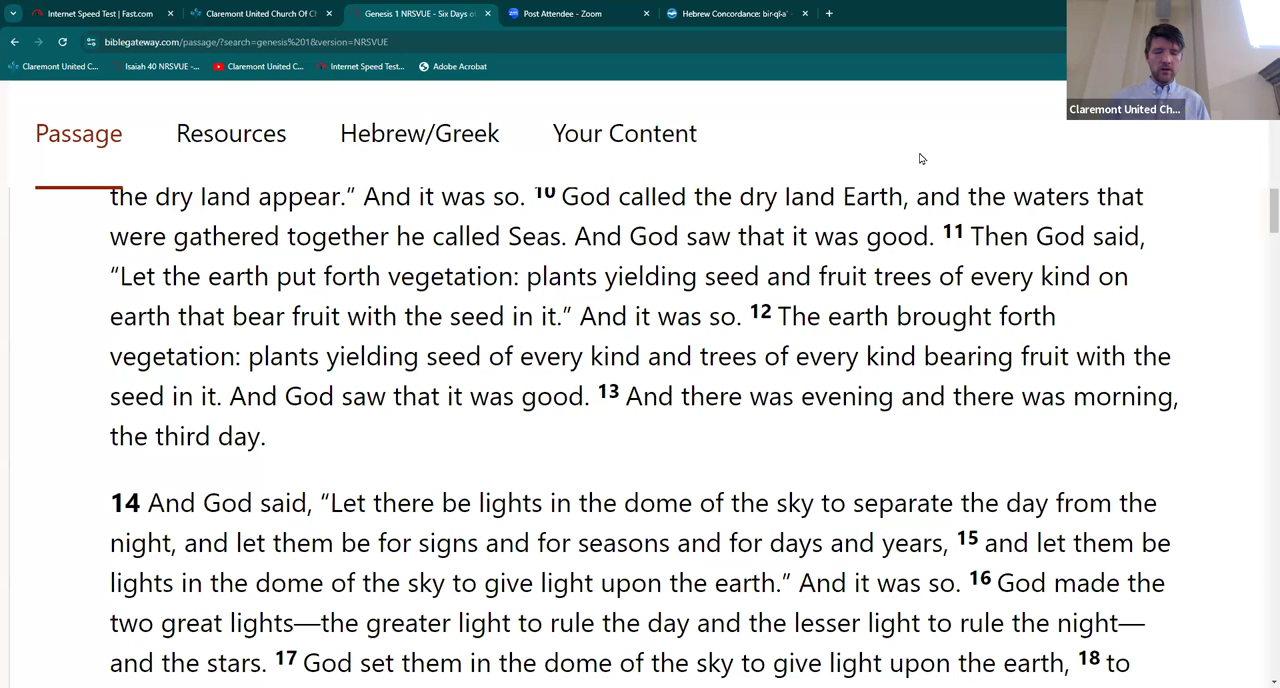 Internet Speed Test | Fast.com
Claremont United Church Of C
Genesis 1 NRSVUE - Six Days o
Post Attendee - Zoom
Hebrew Concordance: bir·qî·a'
biblegateway.com/passage/?search=genesis%201&version=NRSVUE
Claremont United C...
Isaiah 40 NRSVUE -...
Claremont United C...
Internet Speed Test...
Adobe Acrobat
Claremont United Ch...
Passage Resources Hebrew/Greek Your Content
the dry land appear.” And it was so. 10 God called the dry land Earth, and the waters that
were gathered together he called Seas. And God saw that it was good. 11 Then God said,
“Let the earth put forth vegetation: plants yielding seed and fruit trees of every kind on
earth that bear fruit with the seed in it.” And it was so. 12 The earth brought forth
vegetation: plants yielding seed of every kind and trees of every kind bearing fruit with the
seed in it. And God saw that it was good. 13 And there was evening and there was morning,
the third day.
14 And God said, “Let there be lights in the dome of the sky to separate the day from the
night, and let them be for signs and for seasons and for days and years, 15 and let them be
lights in the dome of the sky to give light upon the earth.” And it was so. 16 God made the
two great lights—the greater light to rule the day and the lesser light to rule the night—
and the stars. 17 God set them in the dome of the sky to give light upon the earth, 18 to